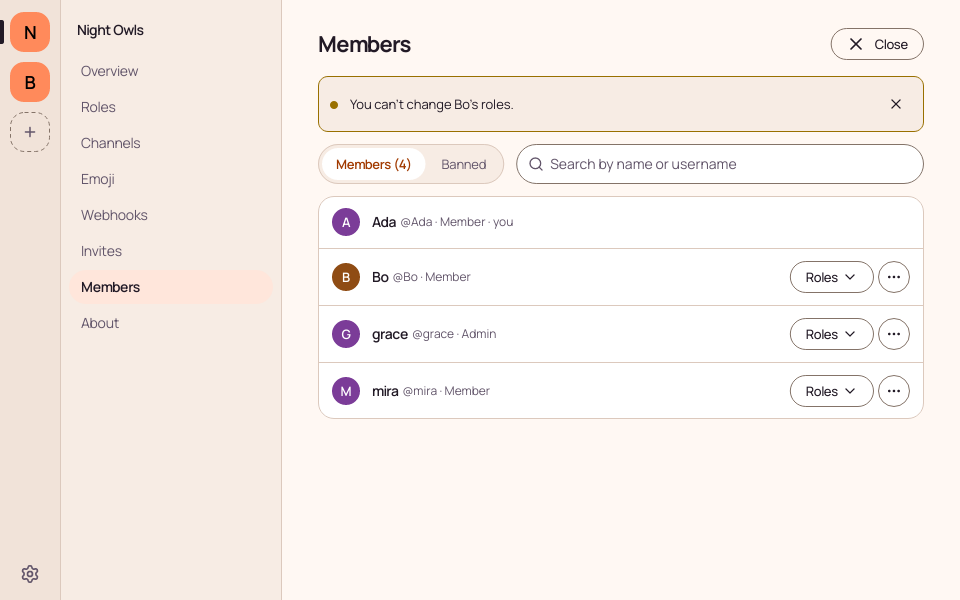 N
B
Night Owls
Overview
Roles
Channels
Emoji
Webhooks
Invites
Members
About
Members
Close
You can't change Bo's roles.
Members (4)
Banned
Search by name or username
A
Ada @Ada · Member · you
B
Bo @Bo · Member
Roles
G
grace @grace · Admin
Roles
M
mira @mira · Member
Roles